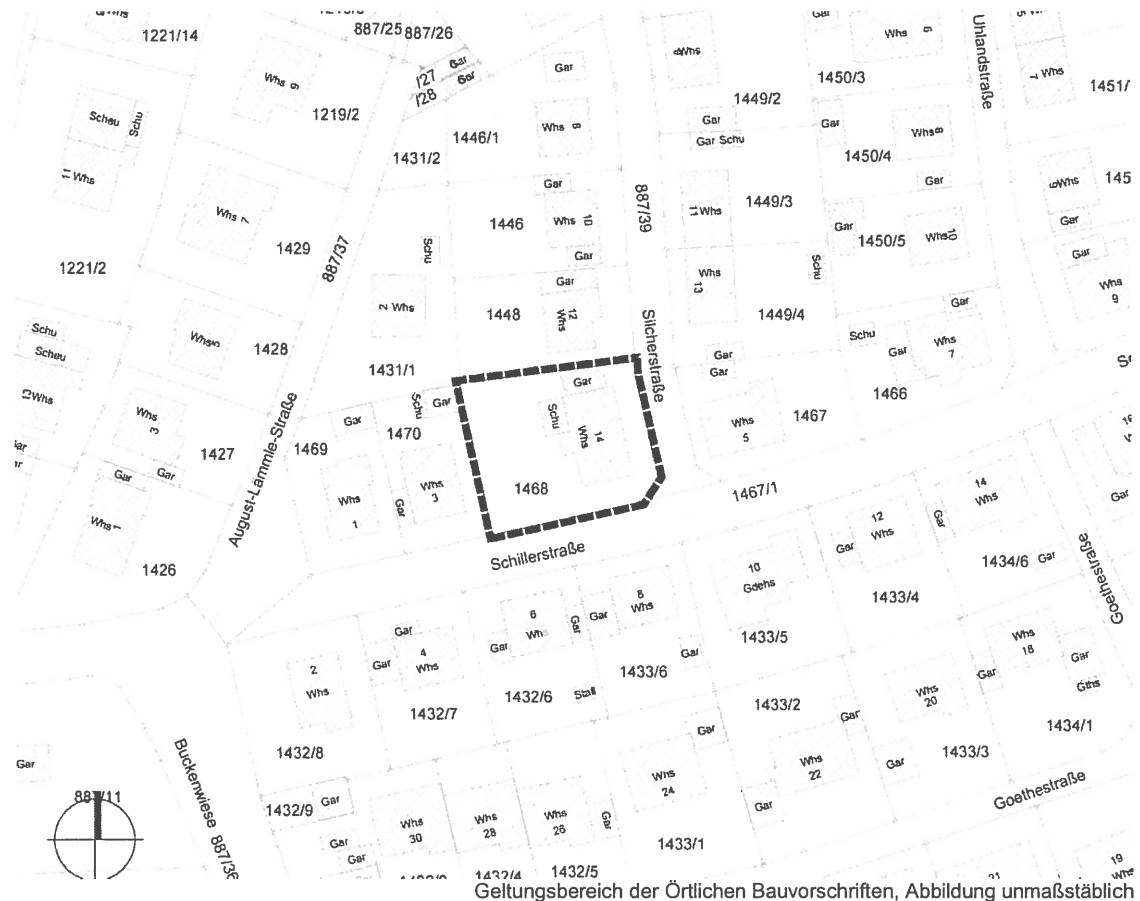 1221/14
887/25 887/26
Gar
Uhlandstraße
Whs 6
Whs
/27 Gar
/28 Gar
Gar
Whs 9
1219/2
1450/3
Whs 7
1451/
1449/2
Scheu Schu
1446/1
Whs 8
Gar
Gar Schu
Gar
Whs 8
1431/2
1450/4
11 Whs
Gar
887/39
Gar
Whs
145
Whs 7
1446
Whs 10
11 Whs
1449/3
Gar
Gar
1429
887/37
Schu
Gar
1450/5
Whs 10
Gar
1221/2
Gar
Whs 13
Schu
Whs 9
2 Whs
1448
12 Whs
Silcherstraße
1449/4
Gar
Schu
Scheu
Whs 5
1428
Schu
Gar
Whs 7
1431/1
Gar
Gar
Gar
1466
13 Whs
August-Lämmle-Straße
Schu
Gar
Schu
Whs 14
Whs 3
1427
Gar
1470
1467
Whs 5
1469
Gar
Gar
Whs 1
Gar
Whs 3
1468
1467/1
14 Whs
Gar
Whs 1
1426
Schillerstraße
12 Whs
Gar
Gar
Goethestraße
10 Gdehs
1434/6
Gar
6
Gar
Gar
8 Whs
1433/4
Gar
Gar
4 Whs
Gar
1433/5
Whs 18
Gar
2 Whs
1433/6
Gar
Gar
Gths
1432/7
1432/6
Stall
1433/2
Whs 20
1434/1
1432/8
Gar
Gar
1433/3
Buckenwiese 887/36
Gar
Whs 24
Whs 22
Gar
Goethestraße
887/11
1432/9
Gar
Whs 30
Whs 28
Whs 26
Gar
Gar
Gar
Gar
1433/1
1432/4
1432/5
19 Whs
Geltungsbereich der Örtlichen Bauvorschriften, Abbildung unmaßstäblich